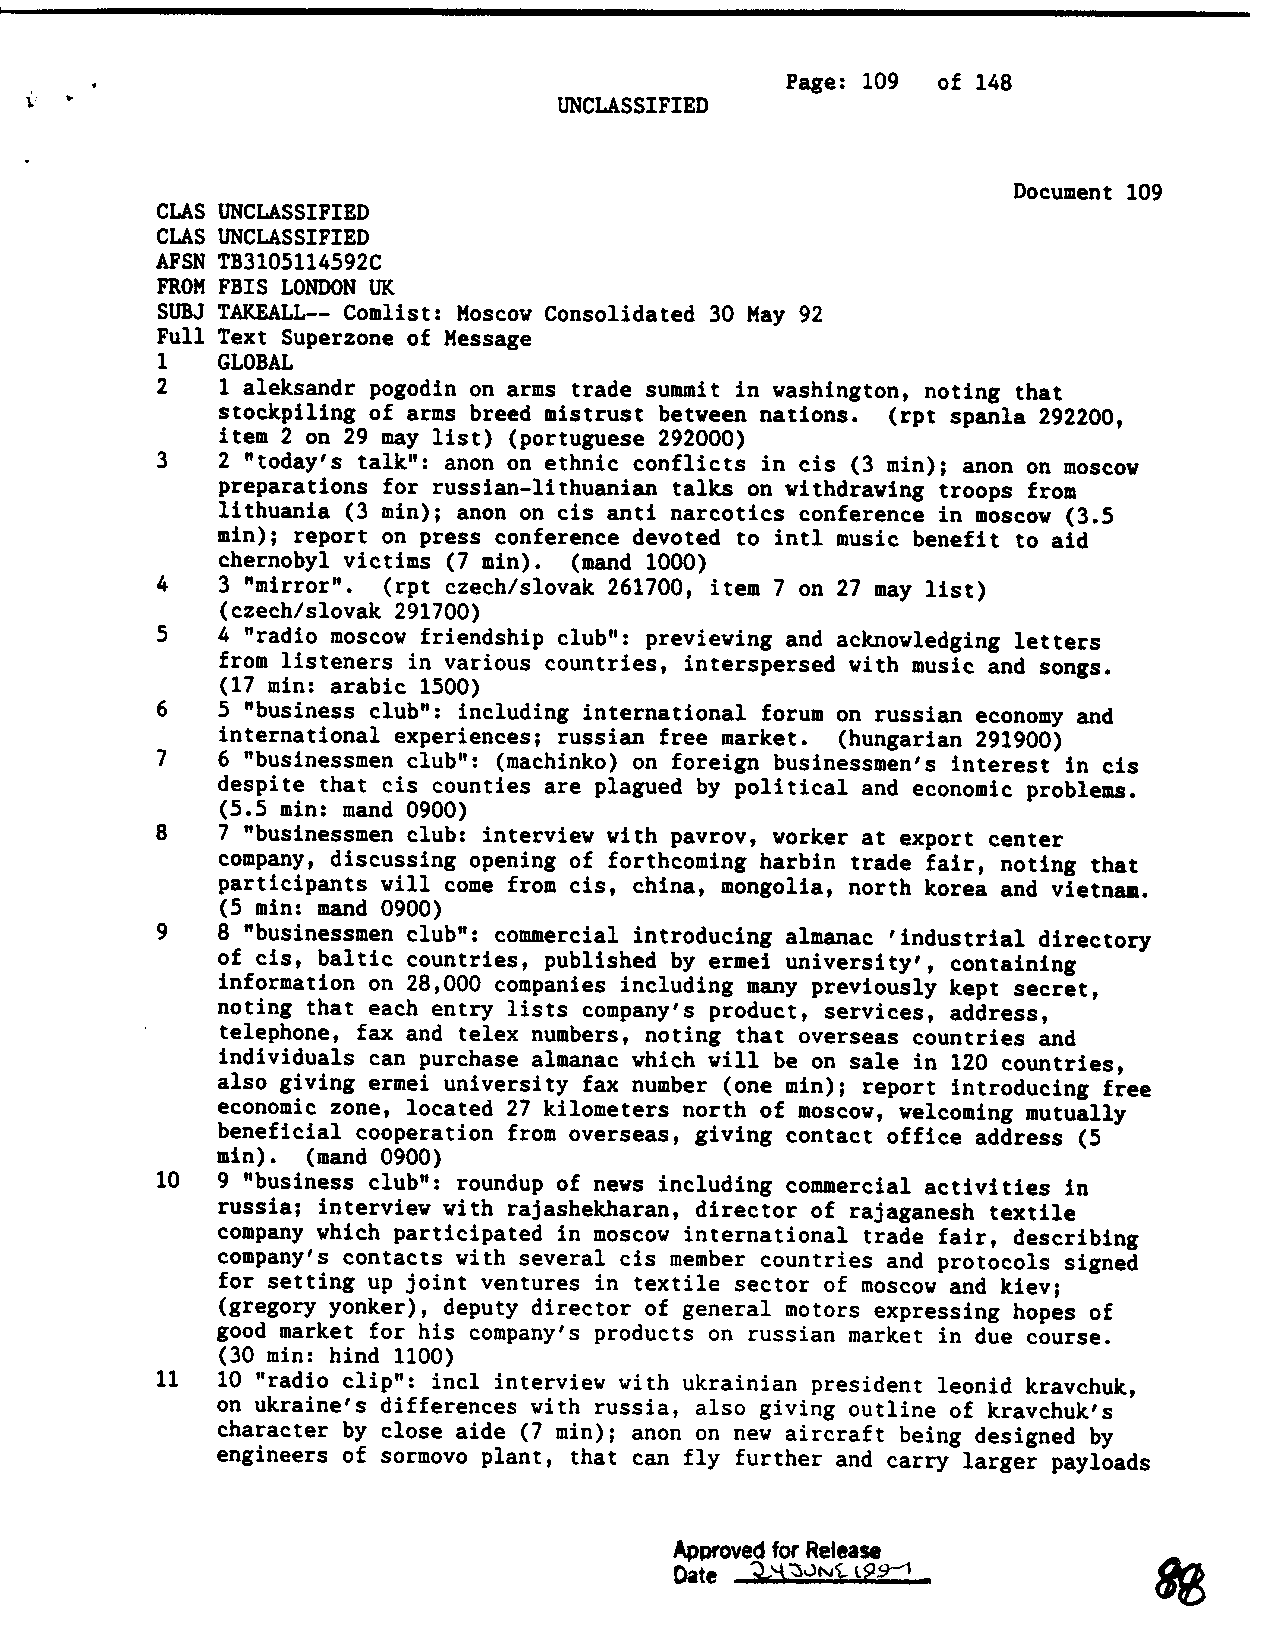 Page: 109 of 148
UNCLASSIFIED
Document 109
CLAS UNCLASSIFIED
CLAS UNCLASSIFIED
AFSN TB3105114592C
FROM FBIS LONDON UK
SUBJ TAKEALL-- Comlist: Moscow Consolidated 30 May 92
Full Text Superzone of Message
1 GLOBAL
2 1 aleksandr pogodin on arms trade summit in washington, noting that
stockpiling of arms breed mistrust between nations. (rpt spanla 292200,
item 2 on 29 may list) (portuguese 292000)
3 2 "today's talk": anon on ethnic conflicts in cis (3 min); anon on moscow
preparations for russian-lithuanian talks on withdrawing troops from
lithuania (3 min); anon on cis anti narcotics conference in moscow (3.5
min); report on press conference devoted to intl music benefit to aid
chernobyl victims (7 min). (mand 1000)
4 3 "mirror". (rpt czech/slovak 261700, item 7 on 27 may list)
(czech/slovak 291700)
5 4 "radio moscow friendship club": previewing and acknowledging letters
from listeners in various countries, interspersed with music and songs.
(17 min: arabic 1500)
6 5 "business club": including international forum on russian economy and
international experiences; russian free market. (hungarian 291900)
7 6 "businessmen club": (machinko) on foreign businessmen's interest in cis
despite that cis counties are plagued by political and economic problems.
(5.5 min: mand 0900)
8 7 "businessmen club: interview with pavrov, worker at export center
company, discussing opening of forthcoming harbin trade fair, noting that
participants will come from cis, china, mongolia, north korea and vietnam.
(5 min: mand 0900)
9 8 "businessmen club": commercial introducing almanac 'industrial directory
of cis, baltic countries, published by ermei university', containing
information on 28,000 companies including many previously kept secret,
noting that each entry lists company's product, services, address,
telephone, fax and telex numbers, noting that overseas countries and
individuals can purchase almanac which will be on sale in 120 countries,
also giving ermei university fax number (one min); report introducing free
economic zone, located 27 kilometers north of moscow, welcoming mutually
beneficial cooperation from overseas, giving contact office address (5
min). (mand 0900)
10 9 "business club": roundup of news including commercial activities in
russia; interview with rajashekharan, director of rajaganesh textile
company which participated in moscow international trade fair, describing
company's contacts with several cis member countries and protocols signed
for setting up joint ventures in textile sector of moscow and kiev;
(gregory yonker), deputy director of general motors expressing hopes of
good market for his company's products on russian market in due course.
(30 min: hind 1100)
11 10 "radio clip": incl interview with ukrainian president leonid kravchuk,
on ukraine's differences with russia, also giving outline of kravchuk's
character by close aide (7 min); anon on new aircraft being designed by
engineers of sormovo plant, that can fly further and carry larger payloads
Approved for Release
Date 24 JUNE 1997
88